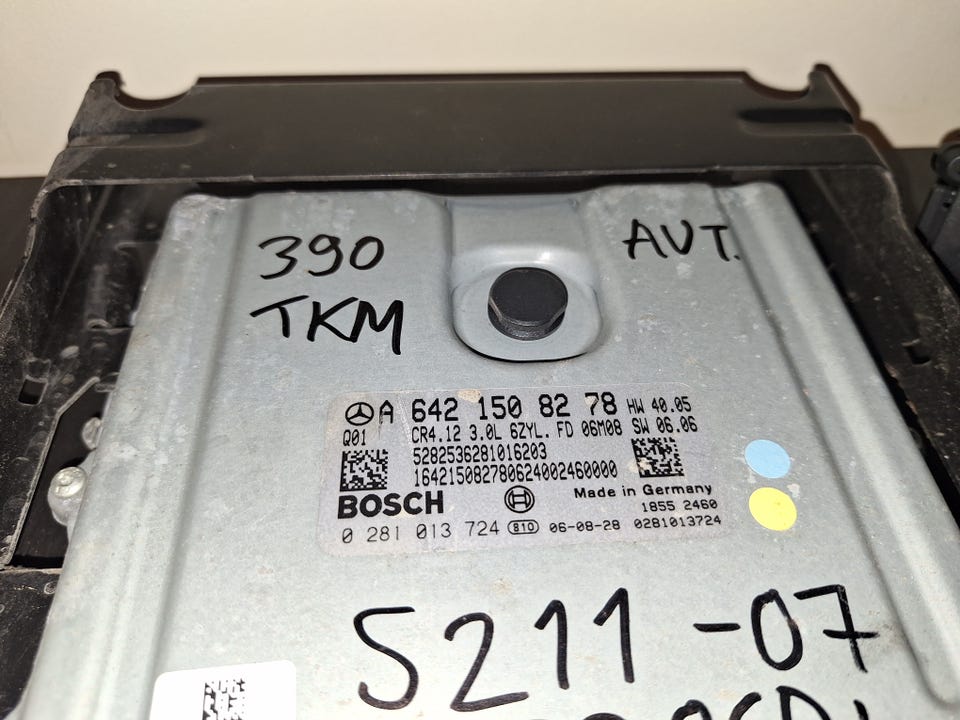 390
TKM
AVT.
A 642 150 82 78 HW 40.05
Q01 CR4.12 3.0L 6ZYL. FD 06M08 SW 06.06
5282536281016203
164215082780624002460000
BOSCH
Made in Germany
1855 2460
0 281 013 724 810 06-08-28 0281013724
S211-07